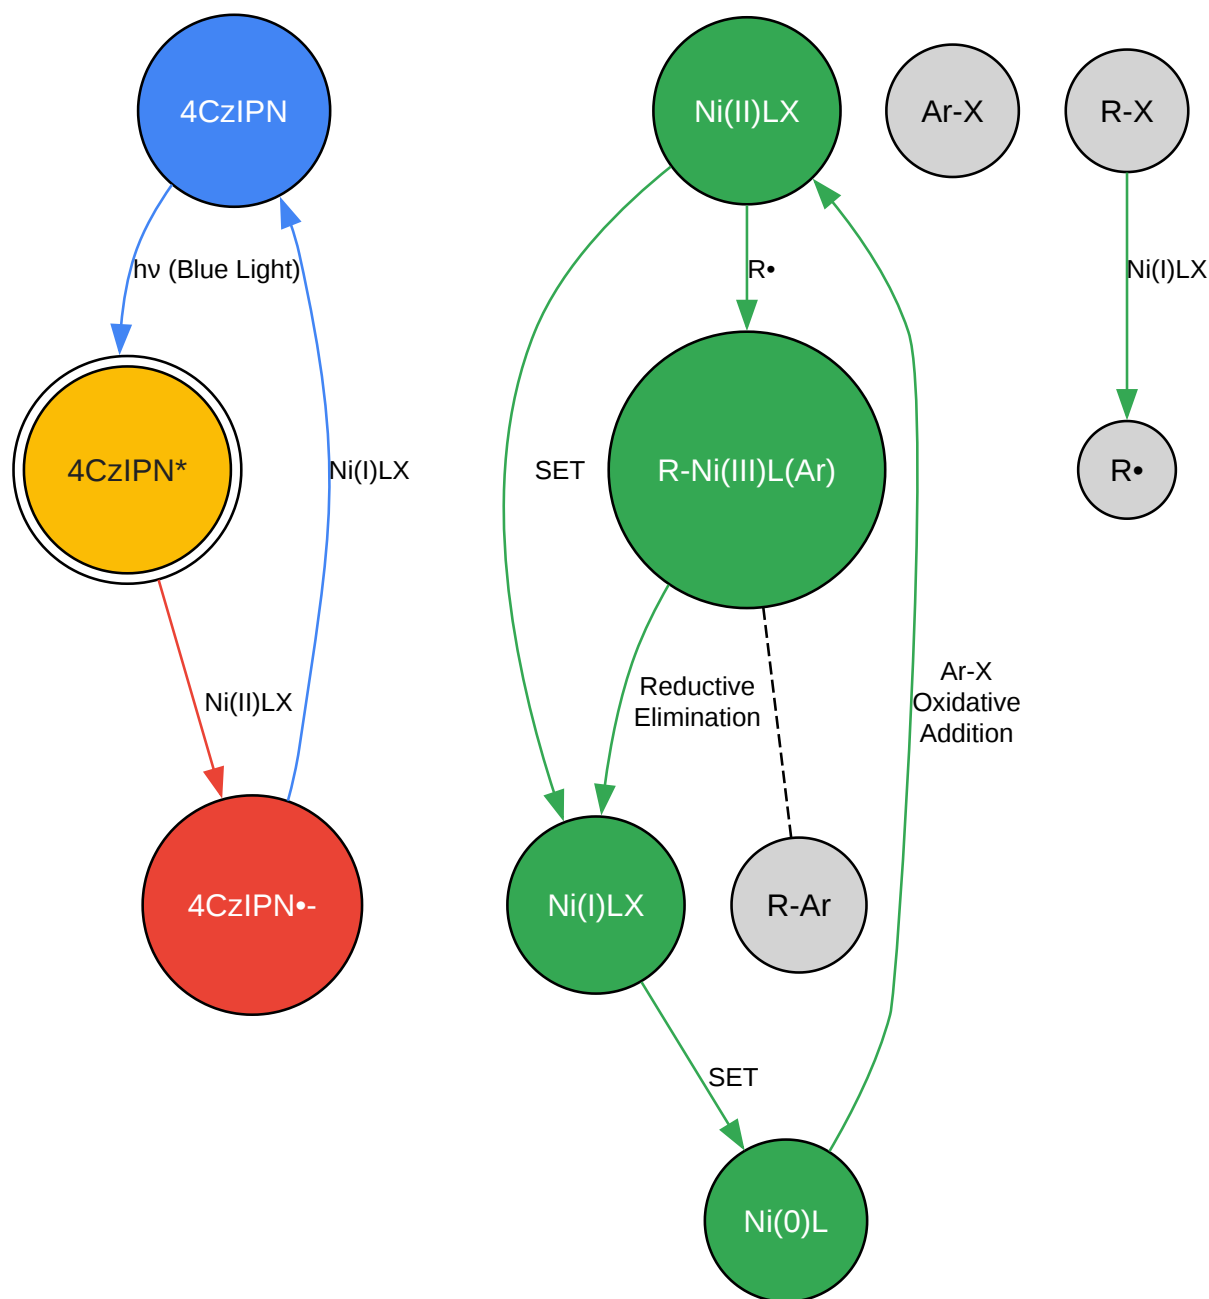 4CzIPN
Ni(II)LX
Ar-X
R-X
hν (Blue Light)
R•
Ni(I)LX
4CzIPN*
Ni(I)LX
SET
R-Ni(III)L(Ar)
R•
Ni(II)LX
Reductive
Elimination
Ar-X
Oxidative
Addition
4CzIPN•-
Ni(I)LX
R-Ar
SET
Ni(0)L